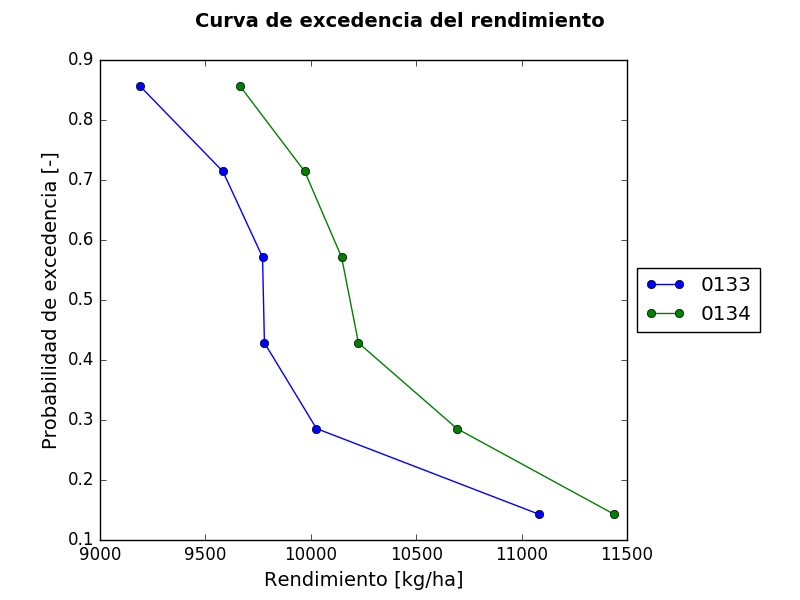 Curva de excedencia del rendimiento
0.9
0.8
0.7
0.6
0.5
0.4
0.3
0.2
0.1
Probabilidad de excedencia [-]
9000 9500 10000 10500 11000 11500
Rendimiento [kg/ha]
0133
0134